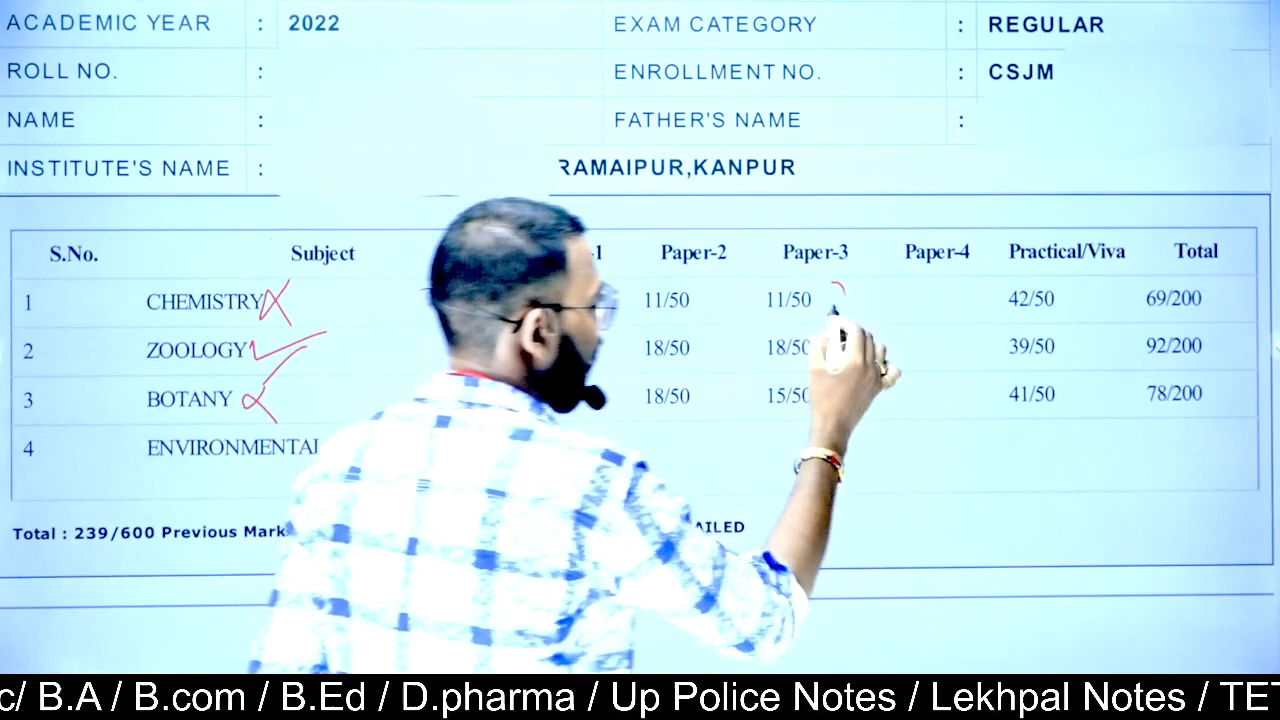 ACADEMIC YEAR : 2022 EXAM CATEGORY : REGULAR
ROLL NO. : ENROLLMENT NO. : CSJM
NAME : FATHER'S NAME :
INSTITUTE'S NAME : RAMAIPUR,KANPUR
S.No. Subject -1 Paper-2 Paper-3 Paper-4 Practical/Viva Total
1 CHEMISTRY 11/50 11/50 42/50 69/200
2 ZOOLOGY 18/50 18/50 39/50 92/200
3 BOTANY 18/50 15/50 41/50 78/200
4 ENVIRONMENTAL
Total : 239/600 Previous Mark AILED
c/ B.A / B.com / B.Ed / D.pharma / Up Police Notes / Lekhpal Notes / TET